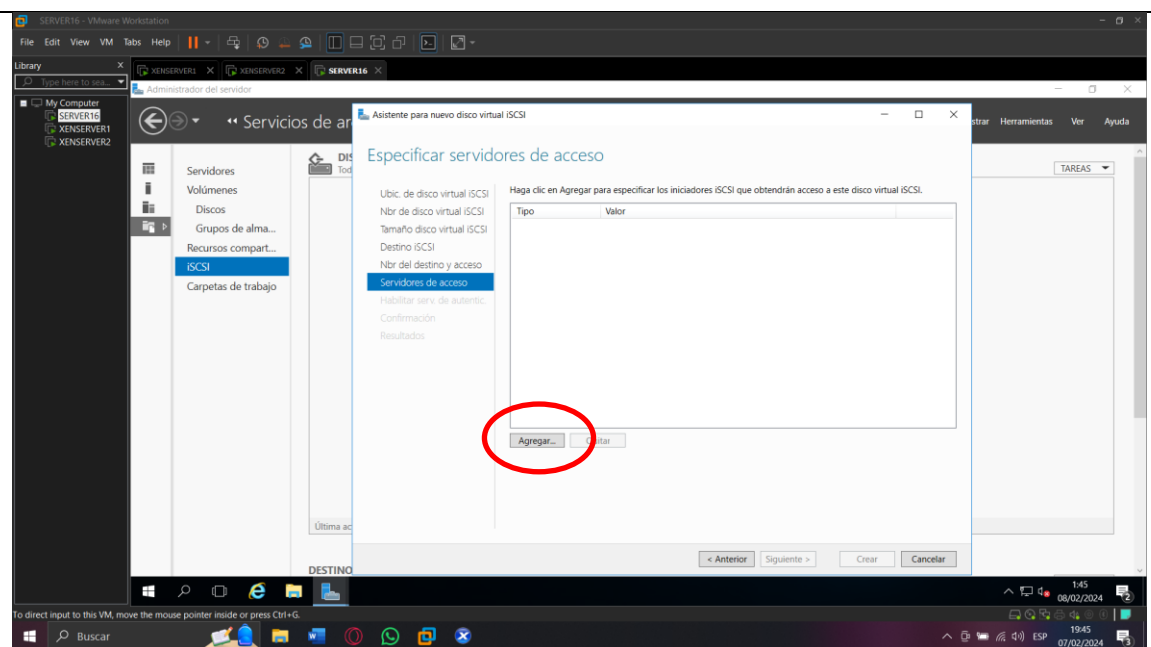 SERVER16 - VMware Workstation
File Edit View VM Tabs Help
Library X
Type here to sea...
My Computer
SERVER16
XENSERVER1
XENSERVER2
XENSERVER1 X XENSERVER2 X SERVER16 X
Administrador del servidor
Servicios de ar
strar Herramientas Ver Ayuda
Servidores
Volúmenes
Discos
Grupos de alma...
Recursos compart...
iSCSI
Carpetas de trabajo
DIS
Tod
TAREAS
Última ac
DESTINO
Asistente para nuevo disco virtual iSCSI
Especificar servidores de acceso
Ubic. de disco virtual iSCSI
Nbr de disco virtual iSCSI
Tamaño disco virtual iSCSI
Destino iSCSI
Nbr del destino y acceso
Servidores de acceso
Habilitar serv. de autentic.
Confirmación
Resultados
Haga clic en Agregar para especificar los iniciadores iSCSI que obtendrán acceso a este disco virtual iSCSI.
Tipo Valor
Agregar... Quitar
< Anterior Siguiente > Crear Cancelar
1:45
08/02/2024
2
To direct input to this VM, move the mouse pointer inside or press Ctrl+G.
Buscar
ESP
19:45
07/02/2024
3